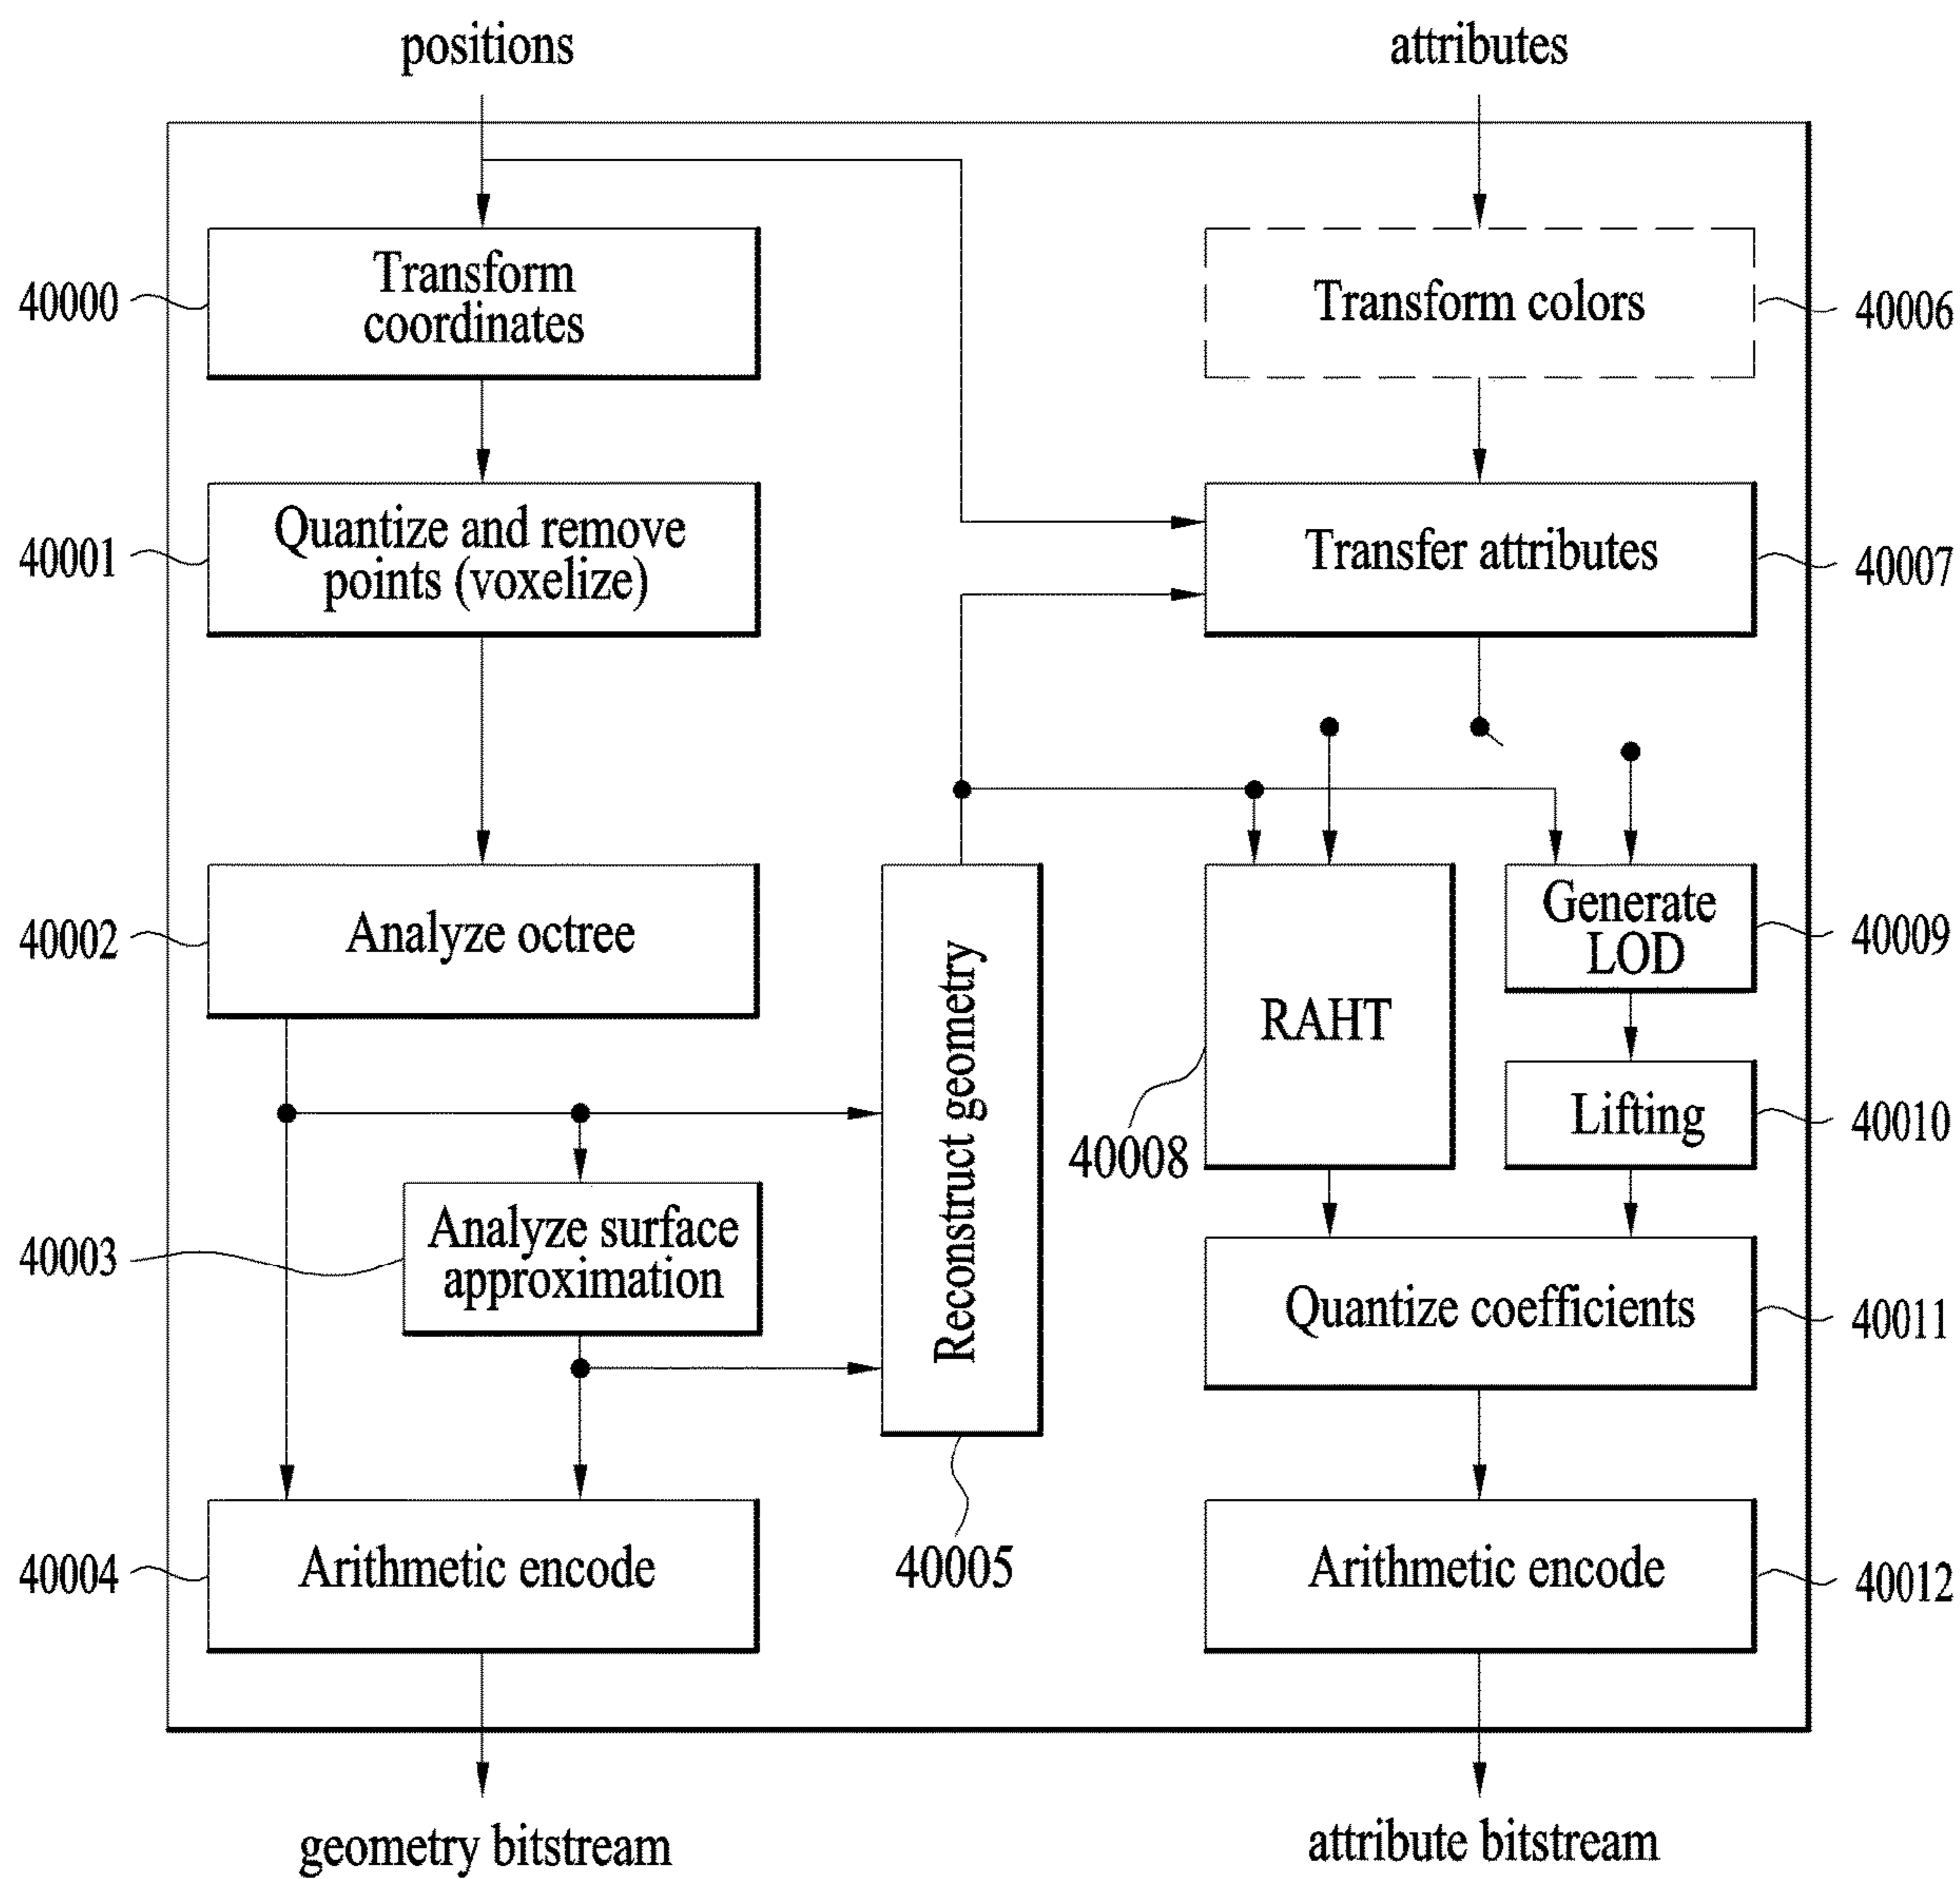 positions
attributes
Transform
coordinates
40000
Transform colors
40006
Quantize and remove
points (voxelize)
40001
Transfer attributes
40007
Analyze octree
40002
Reconstruct geometry
40005
RAHT
40008
Generate
LOD
40009
Lifting
40010
Analyze surface
approximation
40003
Quantize coefficients
40011
Arithmetic encode
40004
Arithmetic encode
40012
geometry bitstream
attribute bitstream